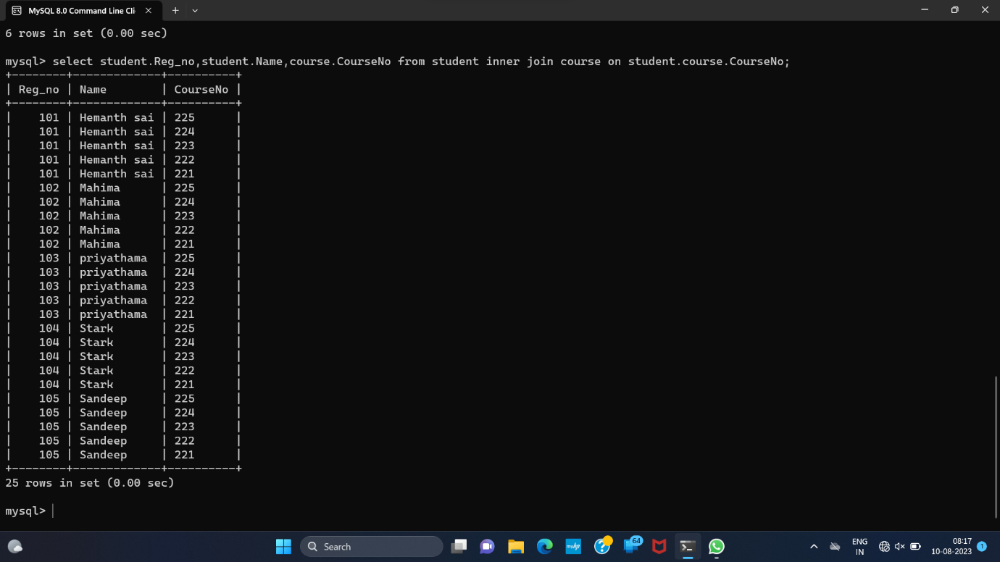 MySQL 8.0 Command Line Cli
6 rows in set (0.00 sec)
mysql> select student.Reg_no,student.Name,course.CourseNo from student inner join course on student.course.CourseNo;
+--------+-------------+----------+
| Reg_no | Name        | CourseNo |
+--------+-------------+----------+
|    101 | Hemanth sai | 225      |
|    101 | Hemanth sai | 224      |
|    101 | Hemanth sai | 223      |
|    101 | Hemanth sai | 222      |
|    101 | Hemanth sai | 221      |
|    102 | Mahima      | 225      |
|    102 | Mahima      | 224      |
|    102 | Mahima      | 223      |
|    102 | Mahima      | 222      |
|    102 | Mahima      | 221      |
|    103 | priyathama  | 225      |
|    103 | priyathama  | 224      |
|    103 | priyathama  | 223      |
|    103 | priyathama  | 222      |
|    103 | priyathama  | 221      |
|    104 | Stark       | 225      |
|    104 | Stark       | 224      |
|    104 | Stark       | 223      |
|    104 | Stark       | 222      |
|    104 | Stark       | 221      |
|    105 | Sandeep     | 225      |
|    105 | Sandeep     | 224      |
|    105 | Sandeep     | 223      |
|    105 | Sandeep     | 222      |
|    105 | Sandeep     | 221      |
+--------+-------------+----------+
25 rows in set (0.00 sec)
mysql>
Search
myhp
64
ENG
IN
08:17
10-08-2023
1